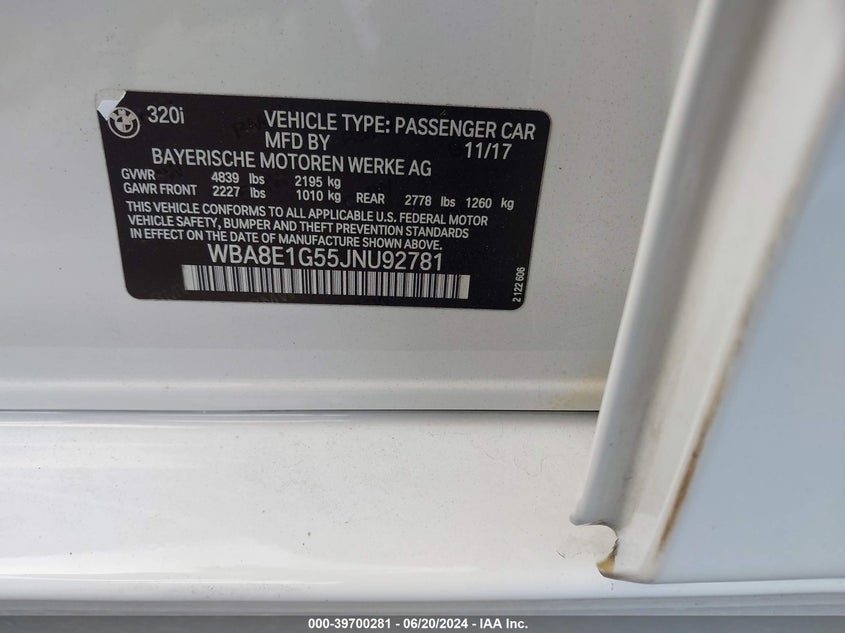 320i
VEHICLE TYPE: PASSENGER CAR
MFD BY 11/17
BAYERISCHE MOTOREN WERKE AG
GVWR 4839 lbs 2195 kg
GAWR FRONT 2227 lbs 1010 kg REAR 2778 lbs 1260 kg
THIS VEHICLE CONFORMS TO ALL APPLICABLE U.S. FEDERAL MOTOR
VEHICLE SAFETY, BUMPER AND THEFT PREVENTION STANDARDS
IN EFFECT ON THE DATE OF MANUFACTURE SHOWN ABOVE.
WBA8E1G55JNU92781
2 122 606
000-39700281 - 06/20/2024 - IAA Inc.